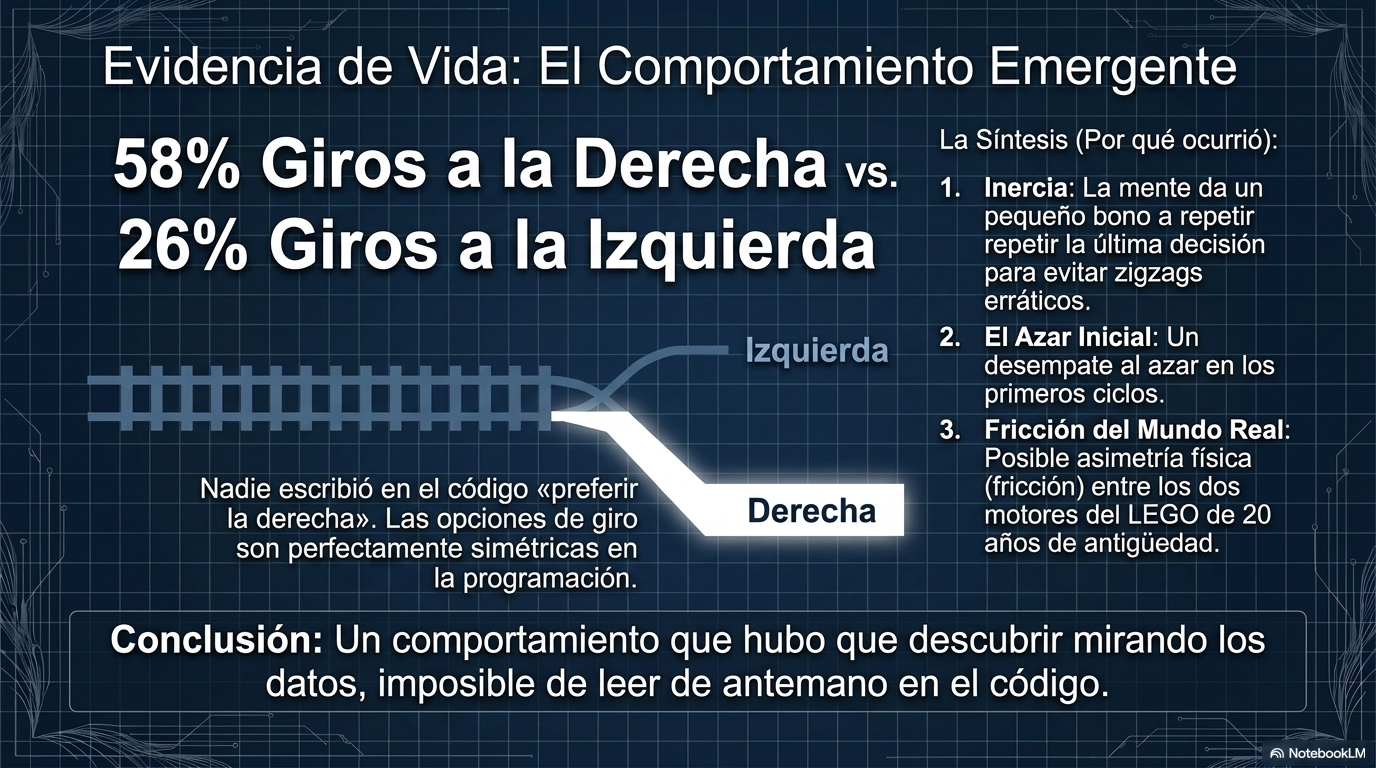 Evidencia de Vida: El Comportamiento Emergente
58% Giros a la Derecha vs.
26% Giros a la Izquierda
Izquierda
Derecha
Nadie escribió en el código «preferir
la derecha». Las opciones de giro
son perfectamente simétricas en
la programación.
La Síntesis (Por qué ocurrió):
1. Inercia: La mente da un
pequeño bono a repetir
repetir la última decisión
para evitar zigzags
erráticos.
2. El Azar Inicial: Un
desempate al azar en los
primeros ciclos.
3. Fricción del Mundo Real:
Posible asimetría física
(fricción) entre los dos
motores del LEGO de 20
años de antigüedad.
Conclusión: Un comportamiento que hubo que descubrir mirando los
datos, imposible de leer de antemano en el código.
NotebookLM